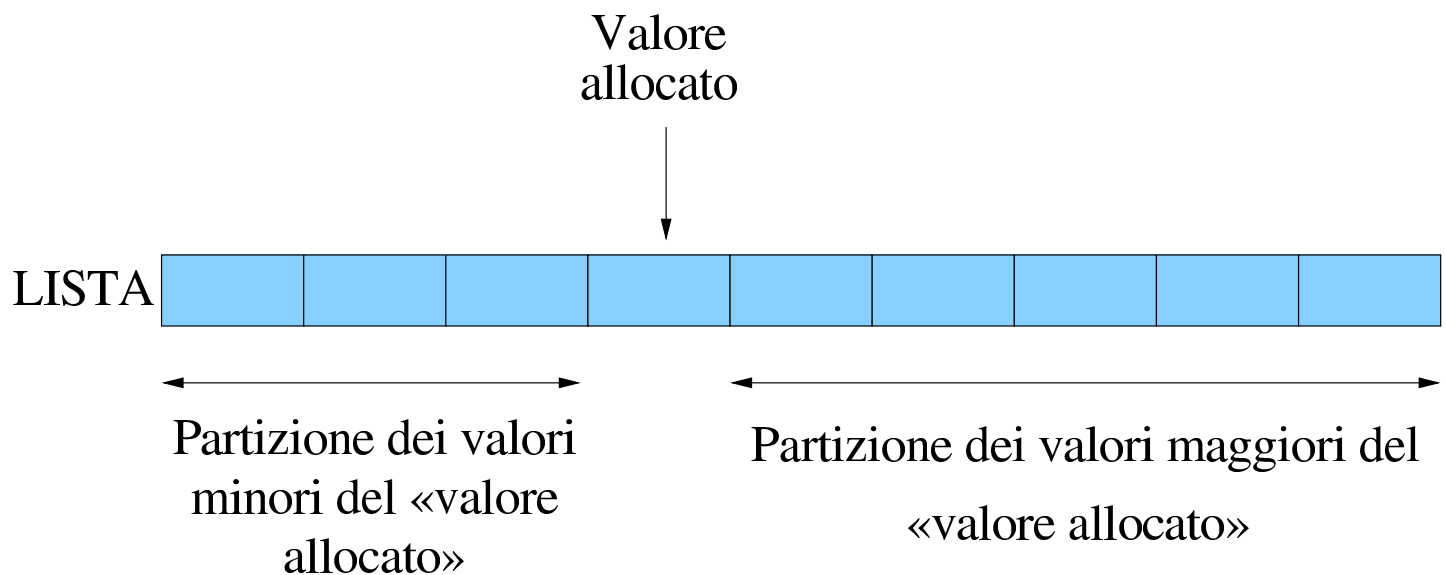 Valore
allocato
LISTA
Partizione dei valori
minori del «valore
allocato»
Partizione dei valori maggiori del
«valore allocato»